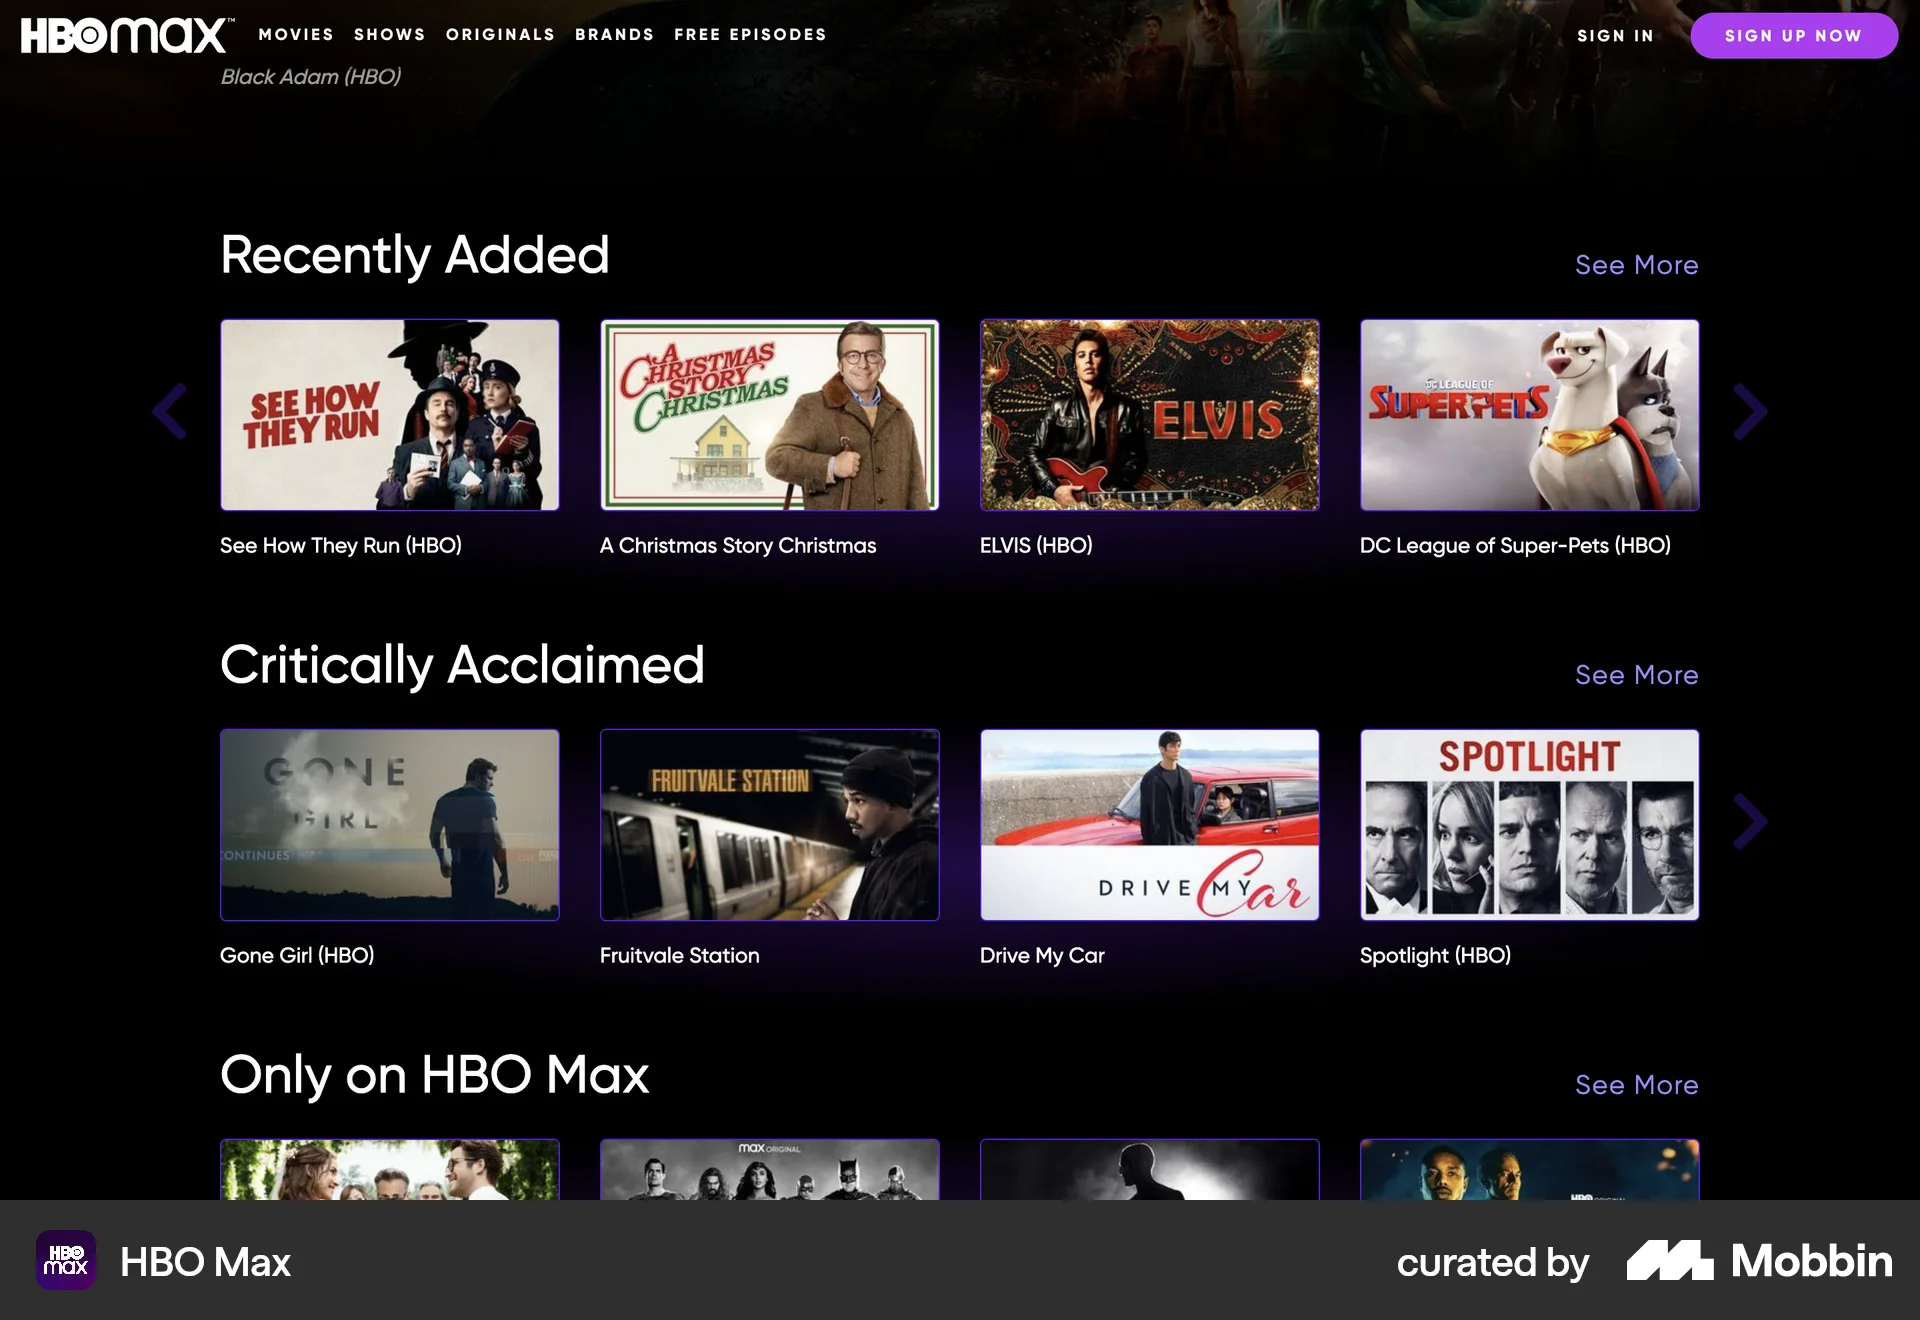 HBOMAX™ MOVIES SHOWS ORIGINALS BRANDS FREE EPISODES SIGN IN SIGN UP NOW
Black Adam (HBO)
Recently Added
See More
SEE HOW
THEY RUN
A
CHRISTMAS
STORY
CHRISTMAS
ELVIS
DC LEAGUE OF
SUPER-PETS
See How They Run (HBO)
A Christmas Story Christmas
ELVIS (HBO)
DC League of Super-Pets (HBO)
Critically Acclaimed
See More
GONE
GIRL
CONTINUES
FRUITVALE STATION
DRIVE MY Car
SPOTLIGHT
Gone Girl (HBO)
Fruitvale Station
Drive My Car
Spotlight (HBO)
Only on HBO Max
See More
max ORIGINAL
HBO ORIGINAL
HBO
max
HBO Max
curated by
Mobbin